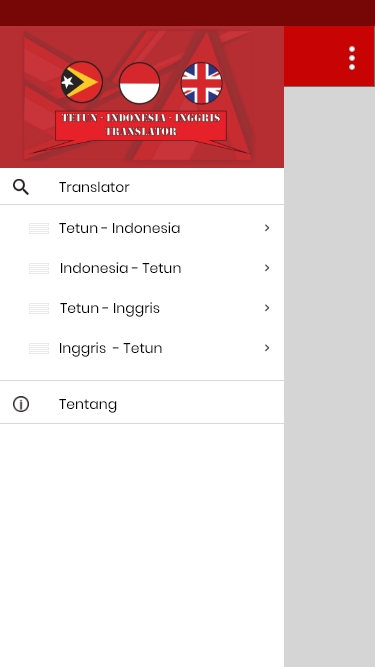 TETUN - INDONESIA - INGGRIS
TRANSLATOR
Translator
Tetun - Indonesia
Indonesia - Tetun
Tetun - Inggris
Inggris - Tetun
Tentang